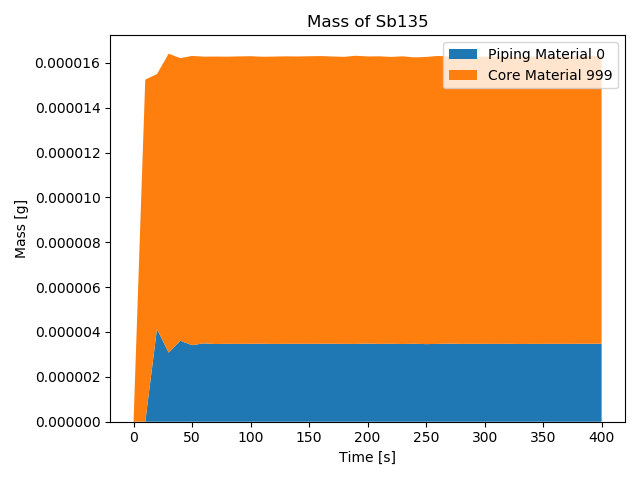 Mass of Sb135
Piping Material 0
Core Material 999
Mass [g]
0.000016
0.000014
0.000012
0.000010
0.000008
0.000006
0.000004
0.000002
0.000000
0 50 100 150 200 250 300 350 400
Time [s]